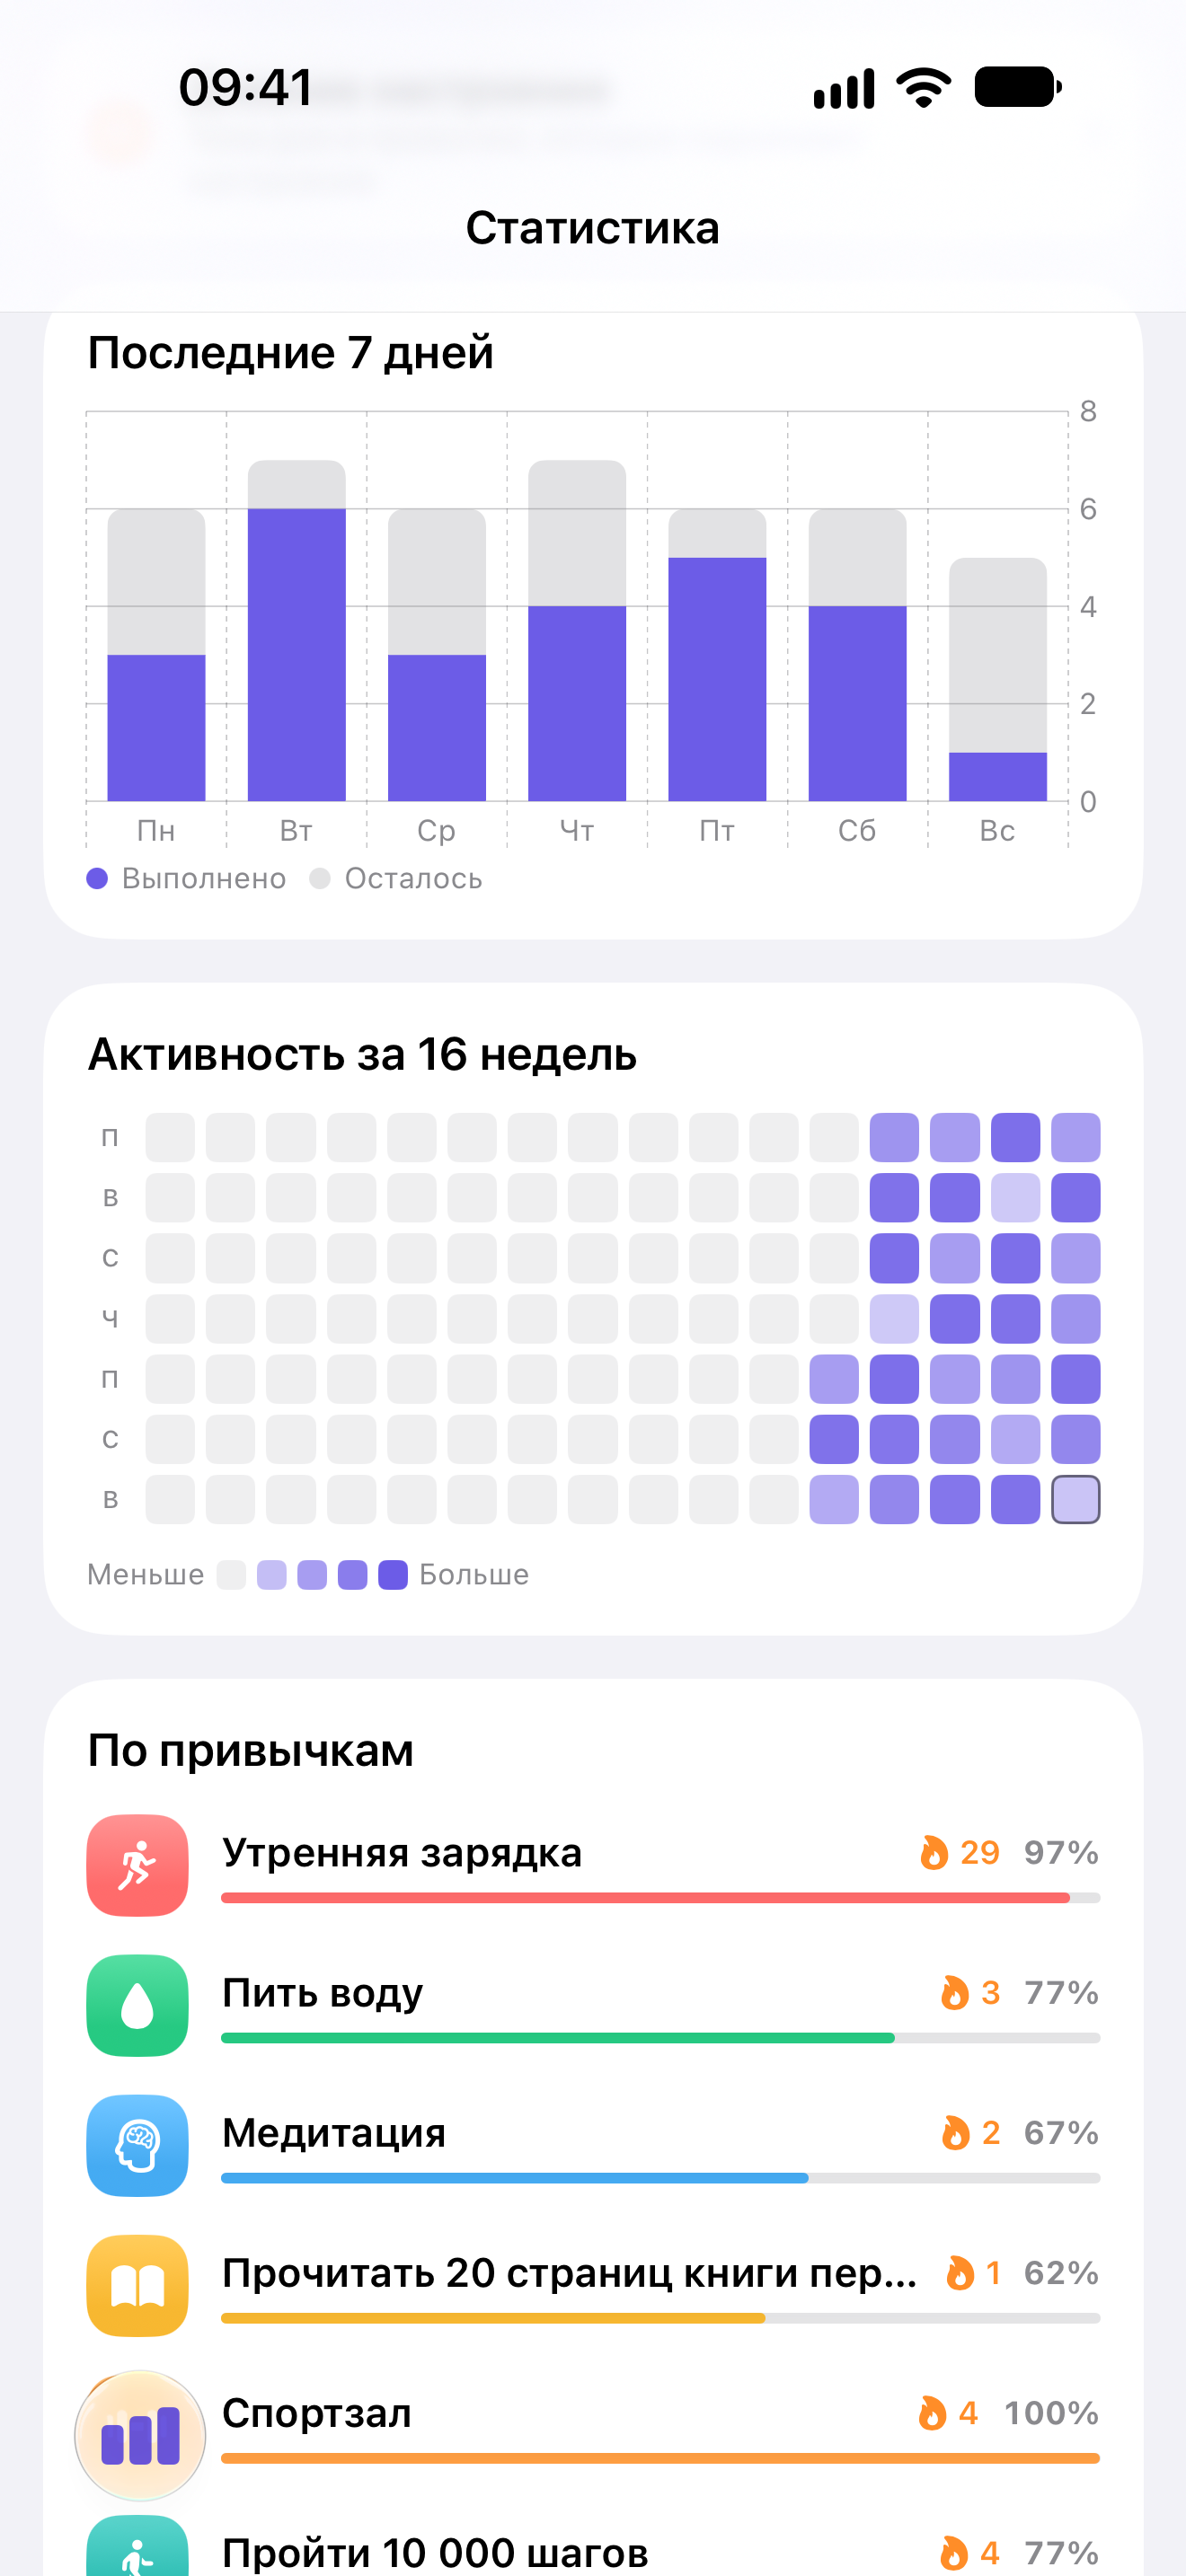 09:41
Статистика
Последние 7 дней
8
6
4
2
0
Пн Вт Ср Чт Пт Сб Вс
Выполнено Осталось
Активность за 16 недель
п
в
с
ч
п
с
в
Меньше Больше
По привычкам
Утренняя зарядка 29 97%
Пить воду 3 77%
Медитация 2 67%
Прочитать 20 страниц книги пер... 1 62%
Спортзал 4 100%
Пройти 10 000 шагов 4 77%